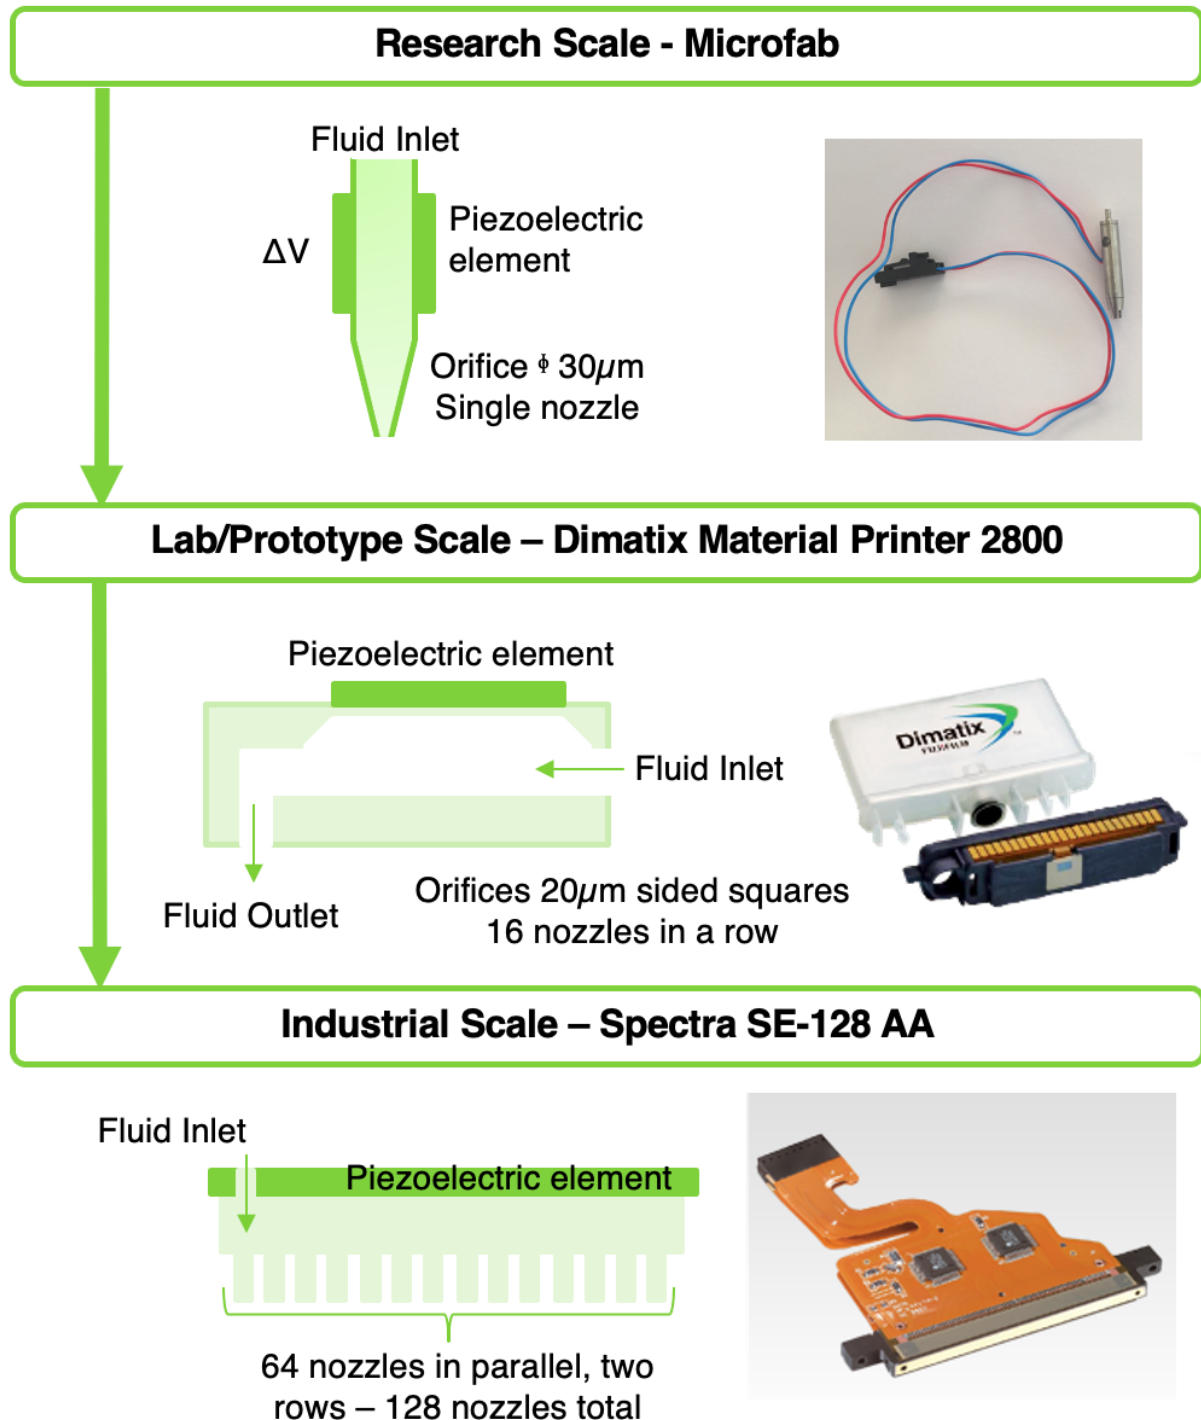 Research Scale - Microfab
Fluid Inlet
ΔV
Piezoelectric
element
Orifice Φ 30µm
Single nozzle
Lab/Prototype Scale – Dimatix Material Printer 2800
Piezoelectric element
Fluid Inlet
Dimatix
FUJIFILM
Fluid Outlet
Orifices 20µm sided squares
16 nozzles in a row
Industrial Scale – Spectra SE-128 AA
Fluid Inlet
Piezoelectric element
64 nozzles in parallel, two
rows – 128 nozzles total